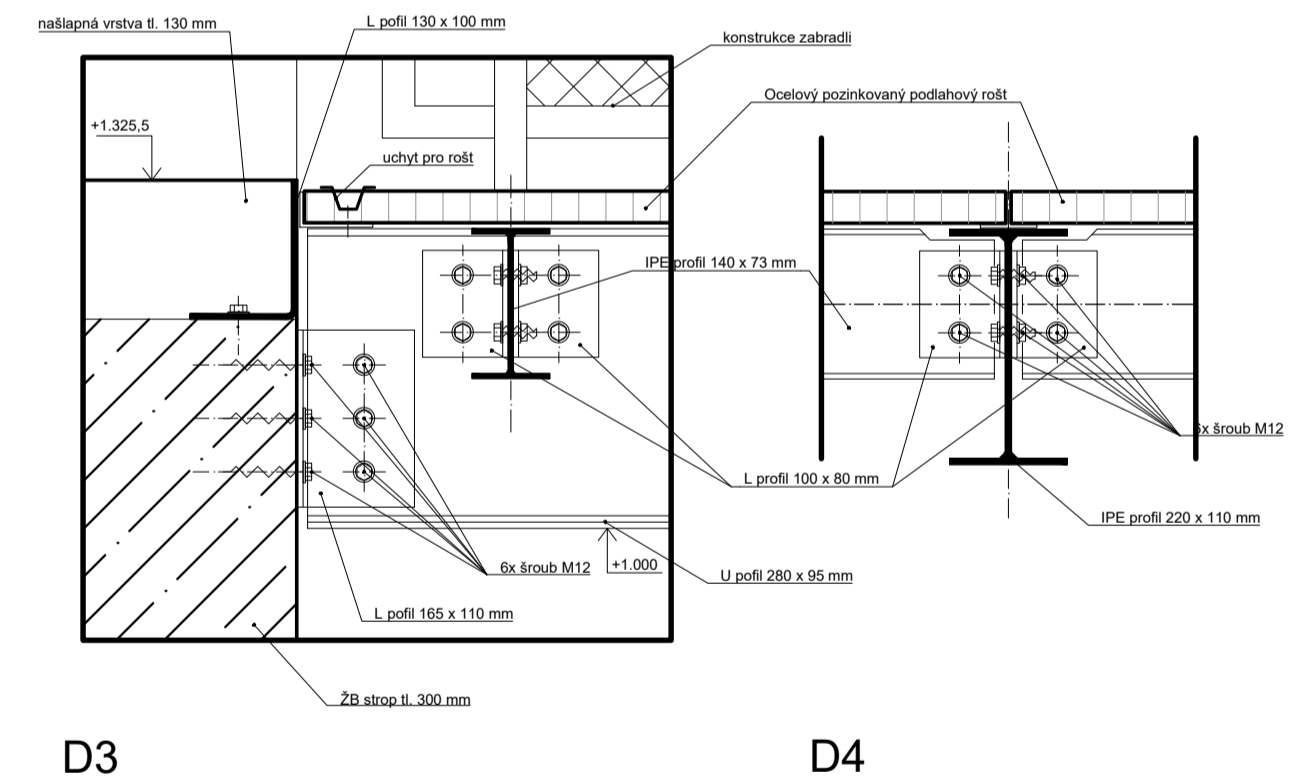 našlapná vrstva tl. 130 mm
L pofil 130 x 100 mm
konstrukce zabradli
Ocelový pozinkovaný podlahový rošt
+1.325,5
uchyt pro rošt
IPE profil 140 x 73 mm
6x šroub M12
L profil 100 x 80 mm
IPE profil 220 x 110 mm
6x šroub M12
+1.000
U pofil 280 x 95 mm
L pofil 165 x 110 mm
ŽB strop tl. 300 mm
D3
D4